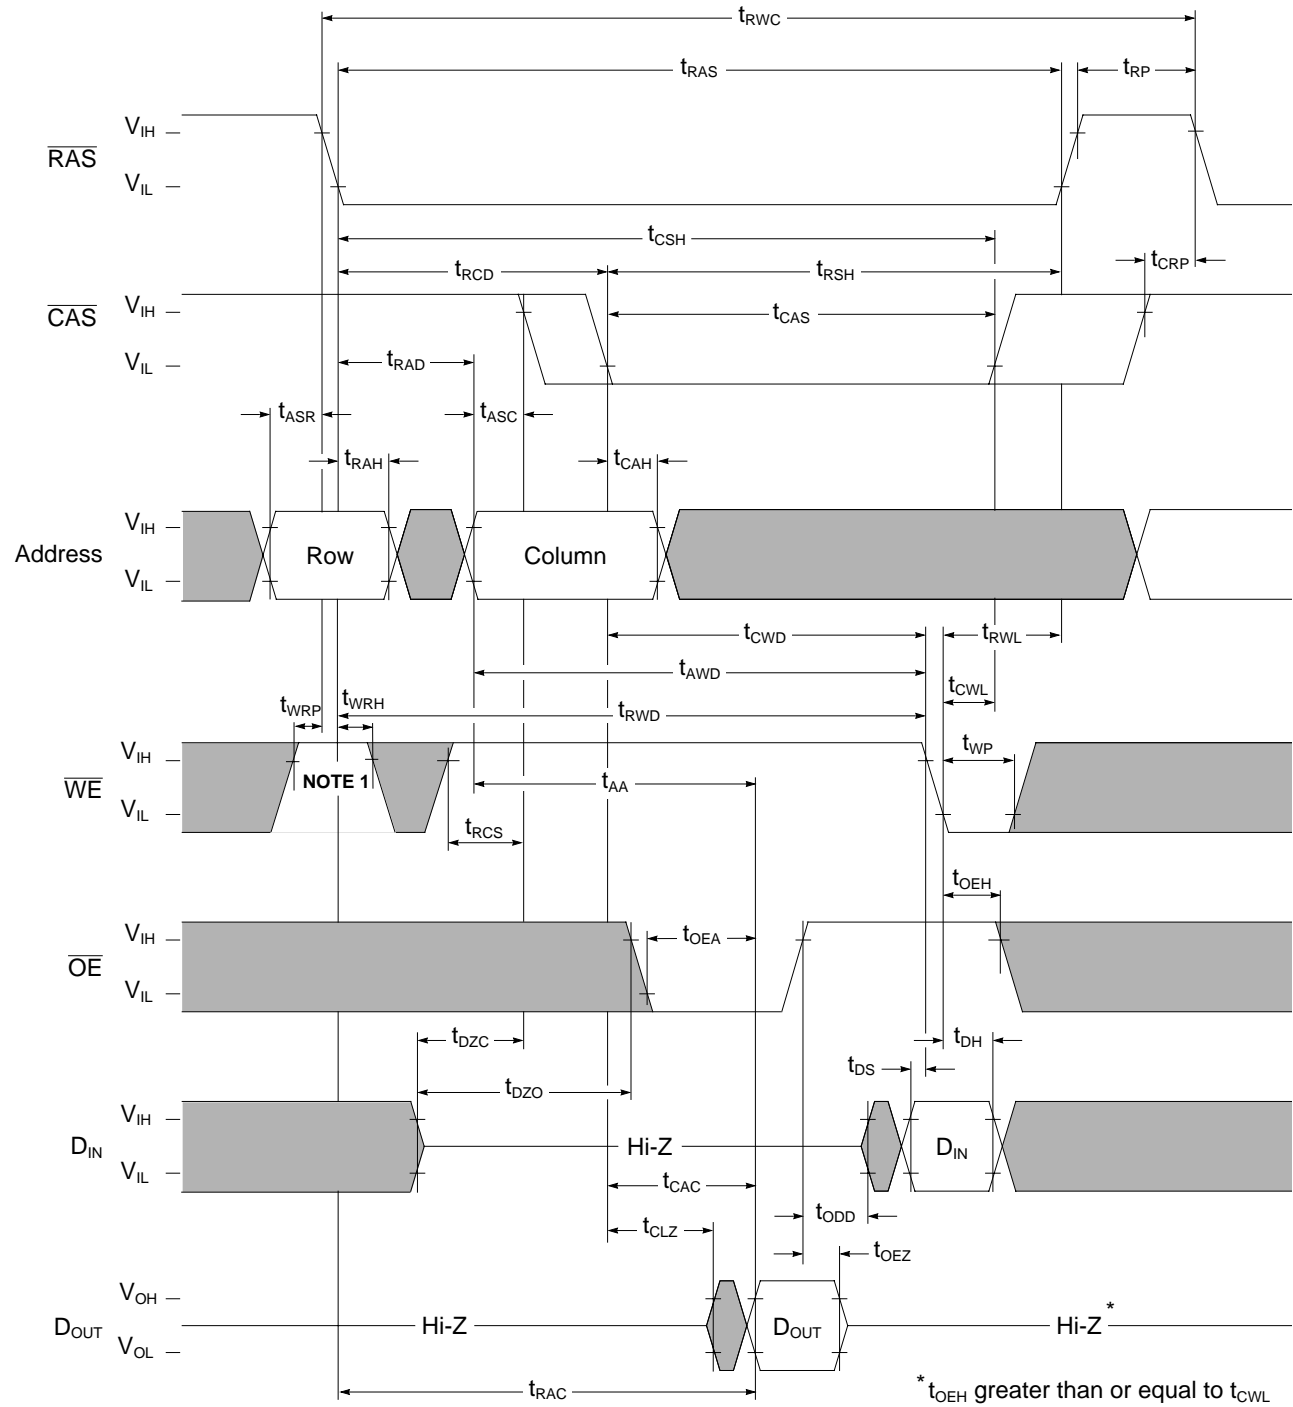 tRWC
tRAS
tRP
VIH
RAS
VIL
tCSH
tRCD
tRSH
tCRP
VIH
CAS
tCAS
VIL
tRAD
tASR
tASC
tRAH
tCAH
VIH
Address
Row
Column
VIL
tCWD
tRWL
tAWD
tCWL
tWRP
tWRH
tRWD
VIH
tWP
WE
NOTE 1
tAA
VIL
tRCS
tOEH
VIH
tOEA
OE
VIL
tDZC
tDH
tDS
tDZO
VIH
DIN
Hi-Z
DIN
VIL
tCAC
tODD
tCLZ
tOEZ
VOH
DOUT
Hi-Z
DOUT
Hi-Z*
VOL
tRAC
*tOEH greater than or equal to tCWL